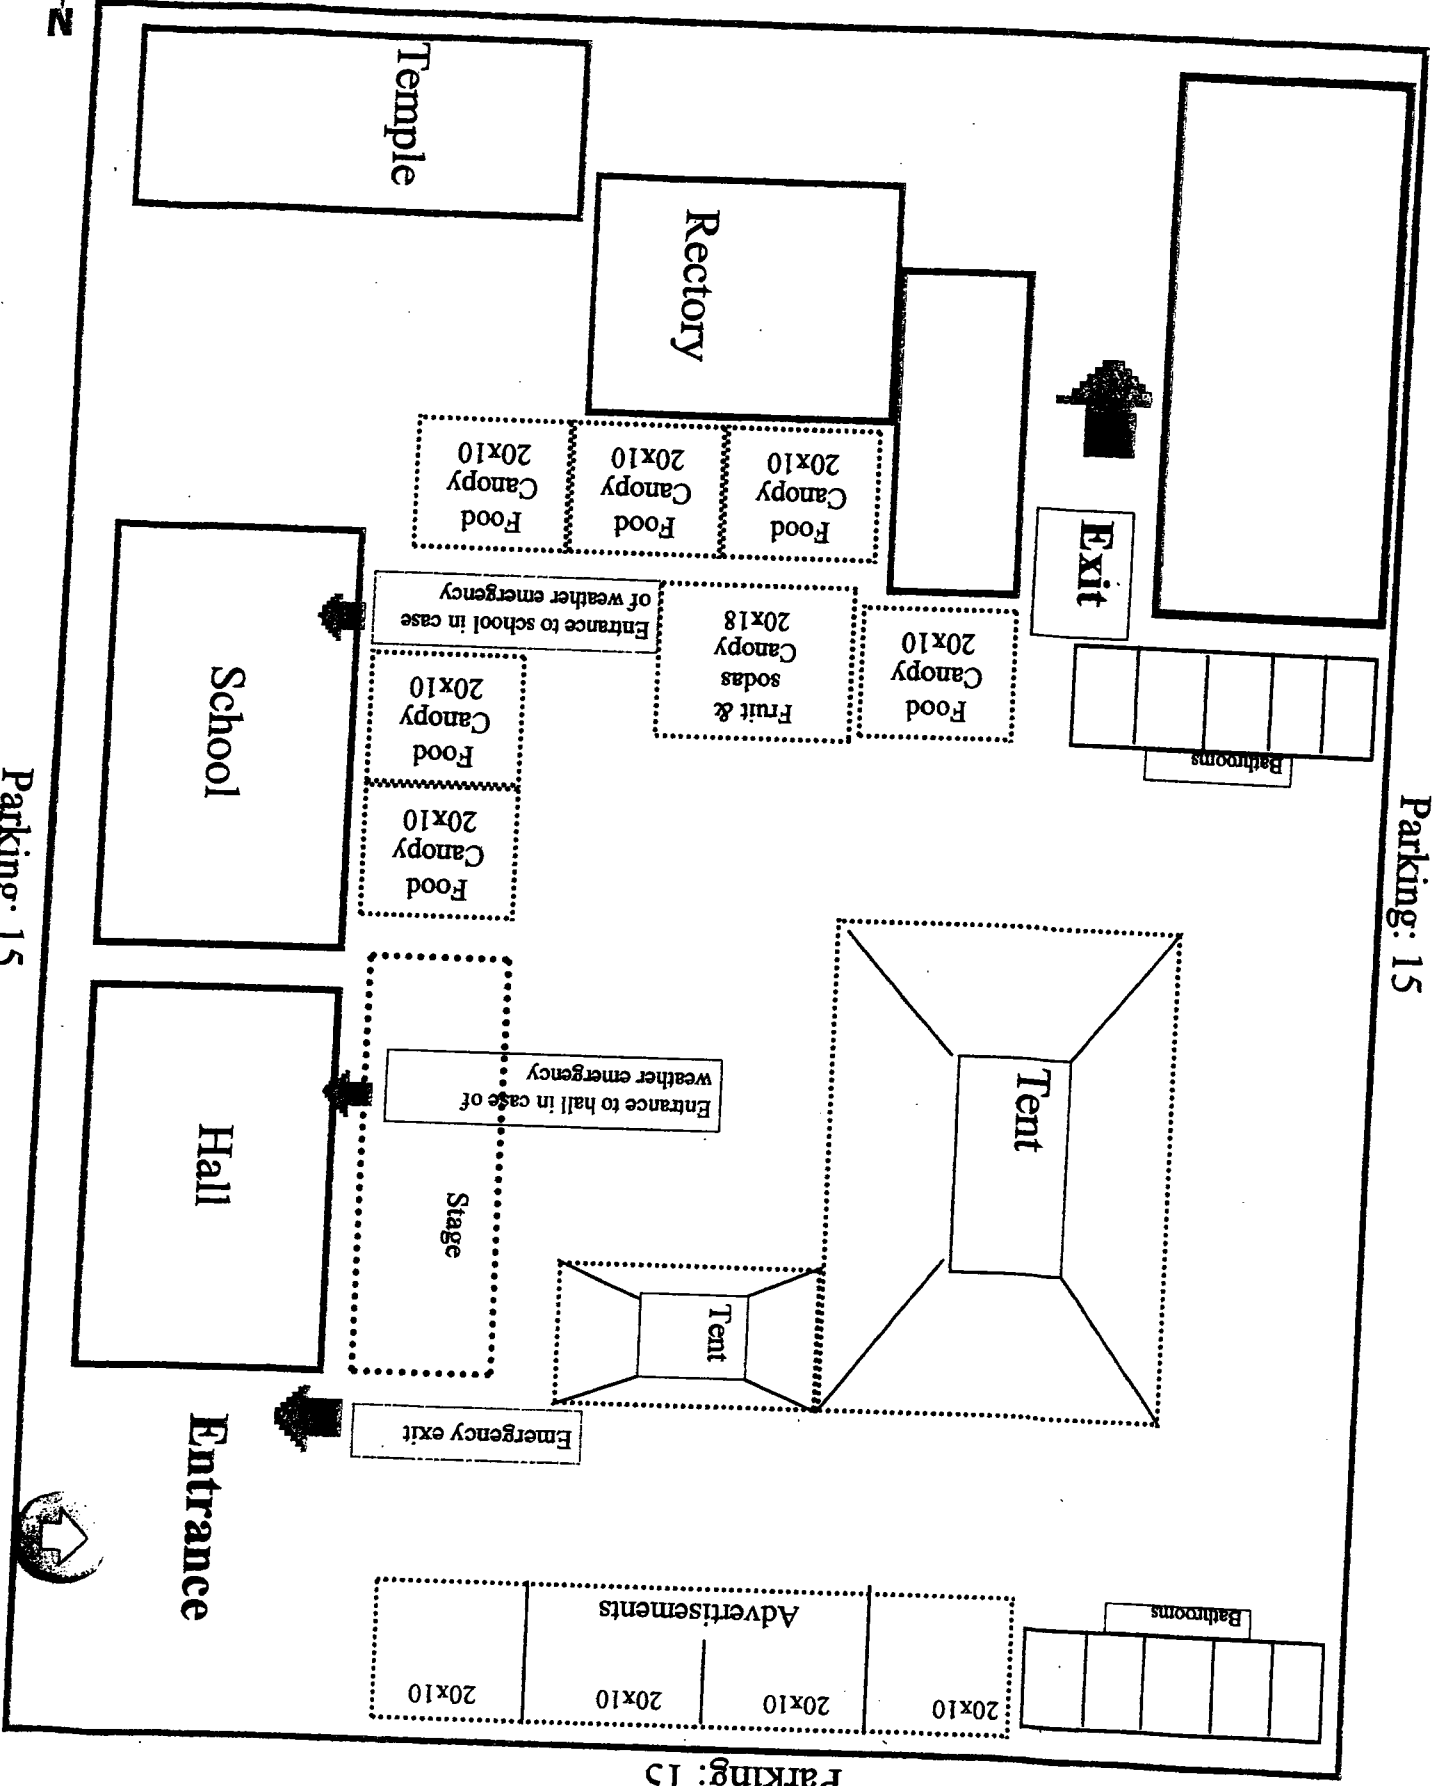 N
Temple
Rectory
20x10
Canopy
Food
20x10
Canopy
Food
20x10
Canopy
Food
Exit
Entrance to school in case
of weather emergency
Fruit &
sodas
Canopy
20x18
Food
Canopy
20x10
Bathrooms
School
Food
Canopy
20x10
Food
Canopy
20x10
Parking: 15
Parking: 15
Hall
Entrance to hall in case of
weather emergency
Stage
Tent
Tent
Emergency exit
Entrance
Advertisements
20x10
20x10
20x10
20x10
Bathrooms
Parking: 15